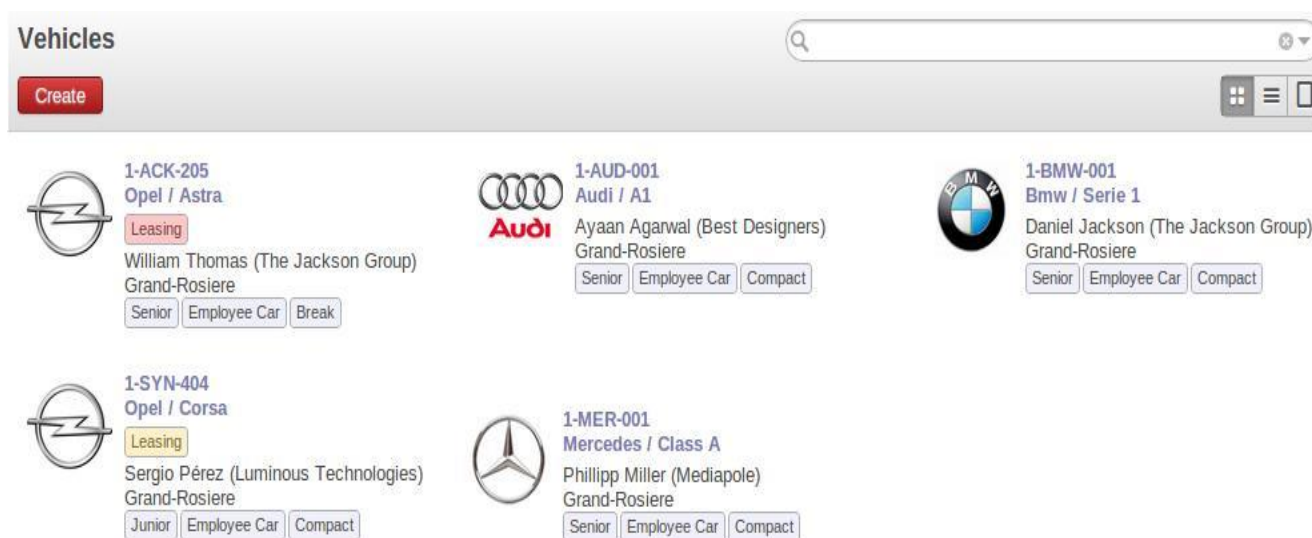 Vehicles
Create
1-ACK-205
Opel / Astra
Leasing
William Thomas (The Jackson Group)
Grand-Rosiere
Senior Employee Car Break
Audi
1-AUD-001
Audi / A1
Ayaan Agarwal (Best Designers)
Grand-Rosiere
Senior Employee Car Compact
BMW
1-BMW-001
Bmw / Serie 1
Daniel Jackson (The Jackson Group)
Grand-Rosiere
Senior Employee Car Compact
1-SYN-404
Opel / Corsa
Leasing
Sergio Pérez (Luminous Technologies)
Grand-Rosiere
Junior Employee Car Compact
1-MER-001
Mercedes / Class A
Phillipp Miller (Mediapole)
Grand-Rosiere
Senior Employee Car Compact